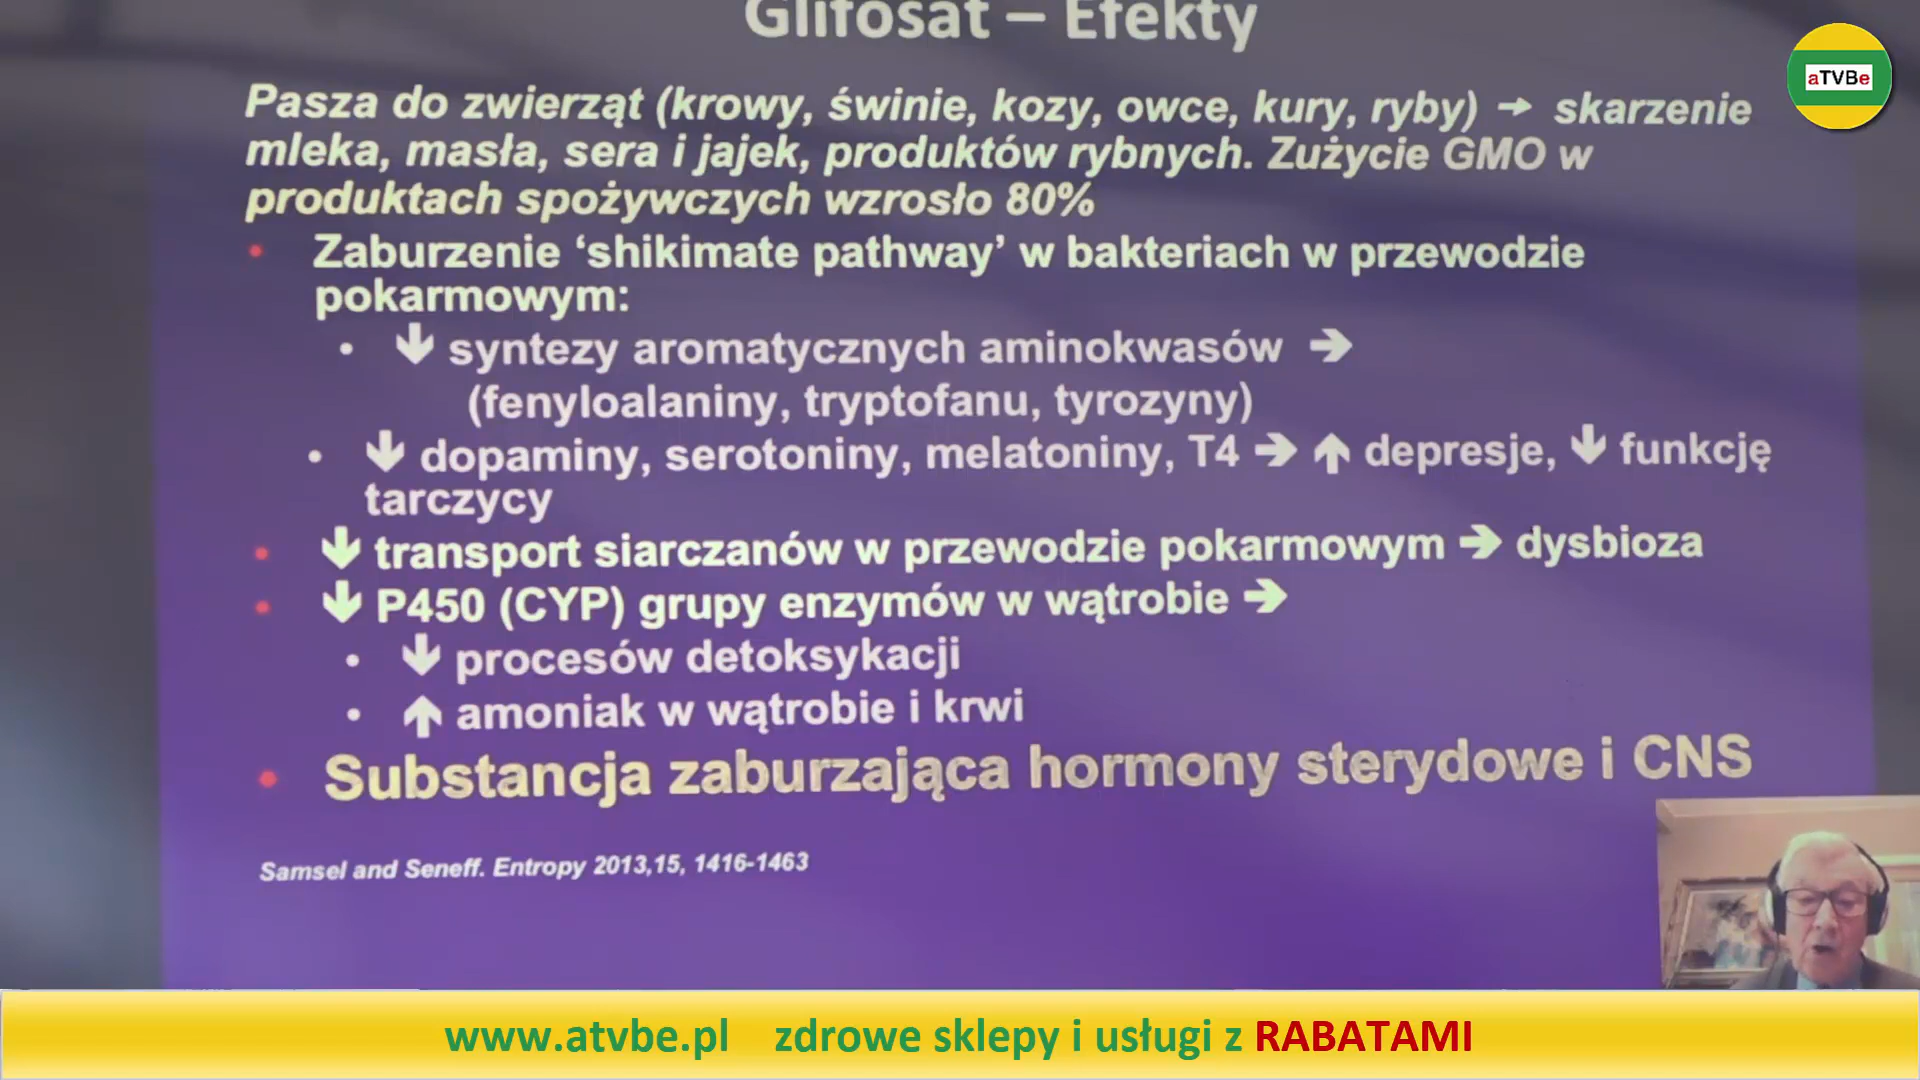 Glifosat – Efekty
aTVBe
Pasza do zwierząt (krowy, świnie, kozy, owce, kury, ryby) → skarzenie
mleka, masła, sera i jajek, produktów rybnych. Zużycie GMO w
produktach spożywczych wzrosło 80%
• Zaburzenie ‘shikimate pathway’ w bakteriach w przewodzie
pokarmowym:
• ↓ syntezy aromatycznych aminokwasów →
(fenyloalaniny, tryptofanu, tyrozyny)
• ↓ dopaminy, serotoniny, melatoniny, T4 → ↑ depresje, ↓ funkcję
tarczycy
• ↓ transport siarczanów w przewodzie pokarmowym → dysbioza
• ↓ P450 (CYP) grupy enzymów w wątrobie →
• ↓ procesów detoksykacji
• ↑ amoniak w wątrobie i krwi
• Substancja zaburzająca hormony sterydowe i CNS
Samsel and Seneff. Entropy 2013,15, 1416-1463
www.atvbe.pl zdrowe sklepy i usługi z RABATAMI